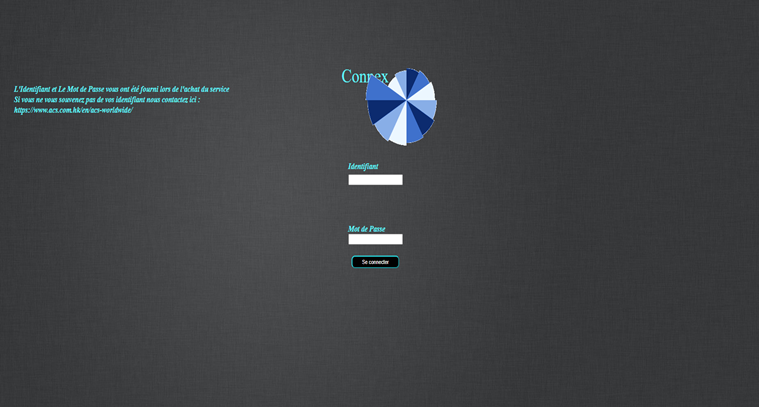 Connex
L'Identifiant et Le Mot de Passe vous ont été fourni lors de l'achat du service
Si vous ne vous souvenez pas de vos identifiant nous contactez ici :
https://www.acs.com.hk/en/acs-worldwide/
Identifiant
Mot de Passe
Se connecter